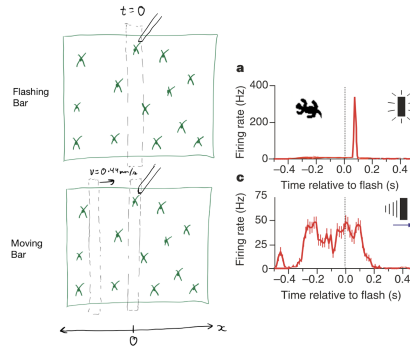 t = 0
Flashing
Bar
v=0.44mm/s
Moving
Bar
0
x
a
Firing rate (Hz)
400
200
0
−0.4 −0.2 0.0 0.2 0.4
Time relative to flash (s)
c
Firing rate (Hz)
75
50
25
0
−0.4 −0.2 0.0 0.2 0.4
Time relative to flash (s)